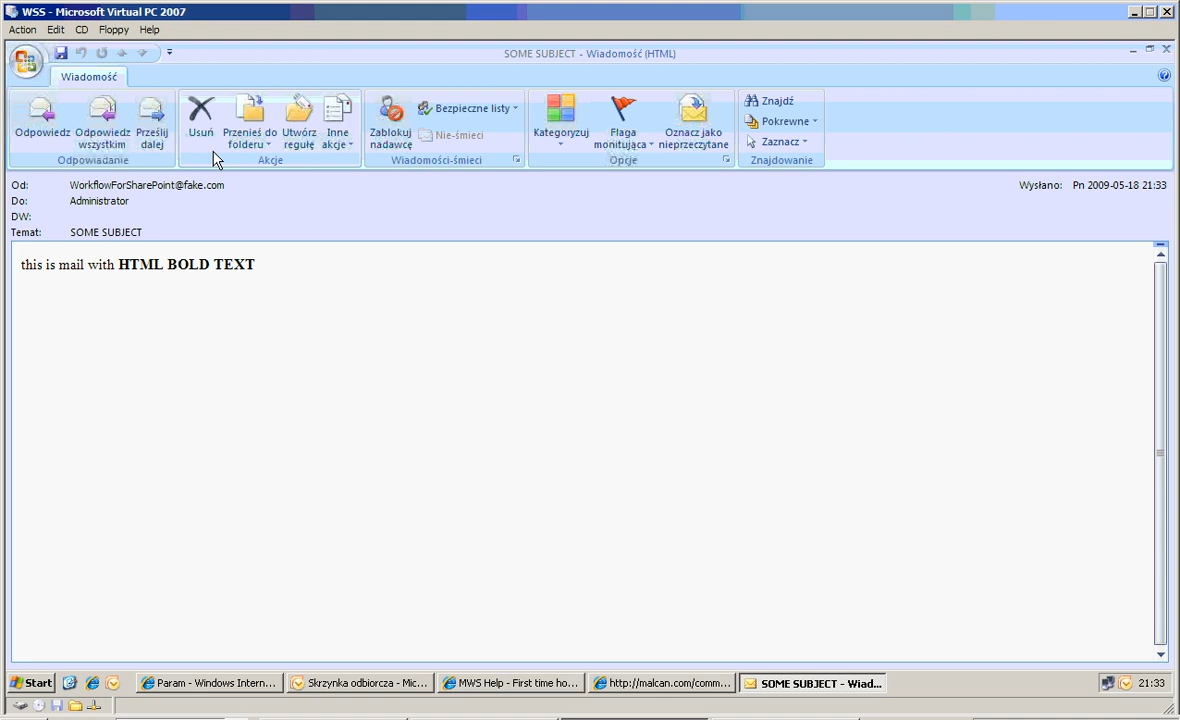 WSS - Microsoft Virtual PC 2007
Action Edit CD Floppy Help
SOME SUBJECT - Wiadomość (HTML)
Wiadomość
Odpowiedz Odpowiedz wszystkim Prześlij dalej
Odpowiadanie
Usuń Przenieś do folderu Utwórz regułę Inne akcje
Akcje
Zablokuj nadawcę Bezpieczne listy Nie-śmieci
Wiadomości-śmieci
Kategoryzuj Flaga monitująca Oznacz jako nieprzeczytane
Opcje
Znajdź
Pokrewne
Zaznacz
Znajdowanie
Od: WorkflowForSharePoint@fake.com Wysłano: Pn 2009-05-18 21:33
Do: Administrator
DW:
Temat: SOME SUBJECT
this is mail with HTML BOLD TEXT
Start Param - Windows Intern... Skrzynka odbiorcza - Mic... MWS Help - First time ho... http://malcan.com/comm... SOME SUBJECT - Wiad... 21:33